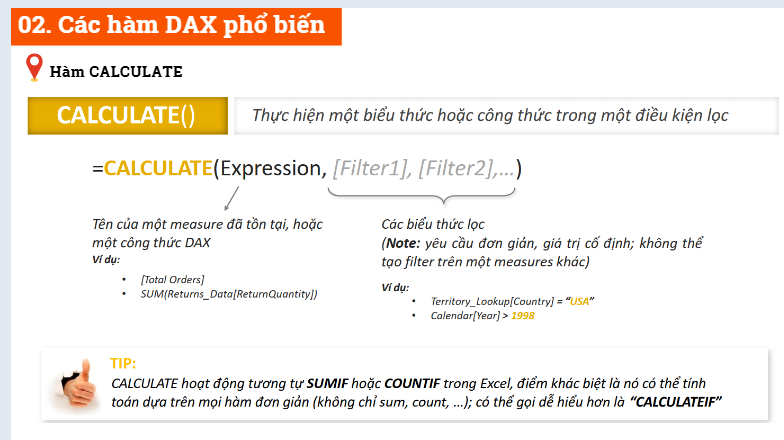 02. Các hàm DAX phổ biến
Hàm CALCULATE
CALCULATE()
Thực hiện một biểu thức hoặc công thức trong một điều kiện lọc
=CALCULATE(Expression, [Filter1], [Filter2],...)
Tên của một measure đã tồn tại, hoặc
một công thức DAX
Ví dụ:
• [Total Orders]
• SUM(Returns_Data[ReturnQuantity])
Các biểu thức lọc
(Note: yêu cầu đơn giản, giá trị cố định; không thể
tạo filter trên một measures khác)
Ví dụ:
• Territory_Lookup[Country] = “USA”
• Calendar[Year] > 1998
TIP:
CALCULATE hoạt động tương tự SUMIF hoặc COUNTIF trong Excel, điểm khác biệt là nó có thể tính
toán dựa trên mọi hàm đơn giản (không chỉ sum, count, ...); có thể gọi dễ hiểu hơn là “CALCULATEIF”